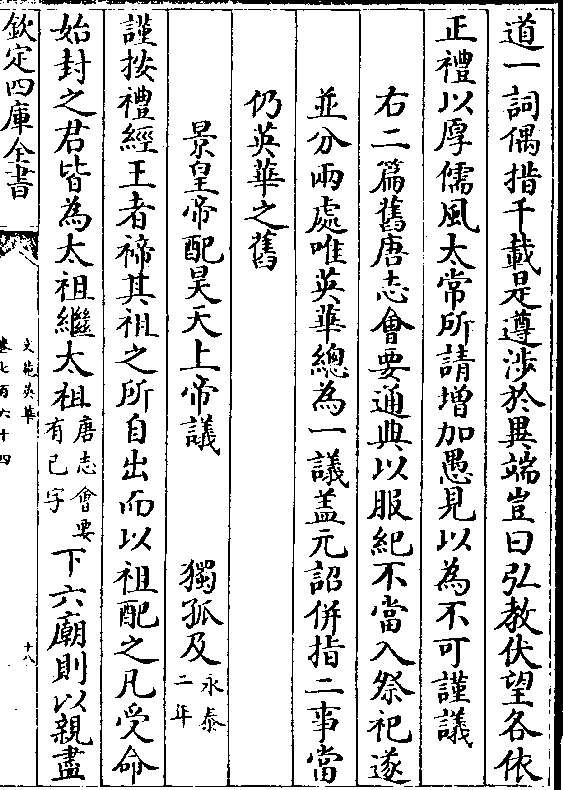 道一詞偶揩千載是遵涉於異端豈曰弘教伏望各依
正禮以厚儒風太常所請增加愚見以為不可謹議
右二篇舊唐志會要通典以服紀不當入祭祀遂
並分兩處唯英華總為一議盖元詔併指二事當
仍英華之舊
景皇帝配昊天上帝議 獨孤及 永泰二年
謹按禮經王者禘其祖之所自出而以祖配之凡受命
始封之君皆為太祖繼太祖 唐志會要有已字 下六廟則以親盡
欽定四庫全書
文苑英華
卷七百六十四
十八